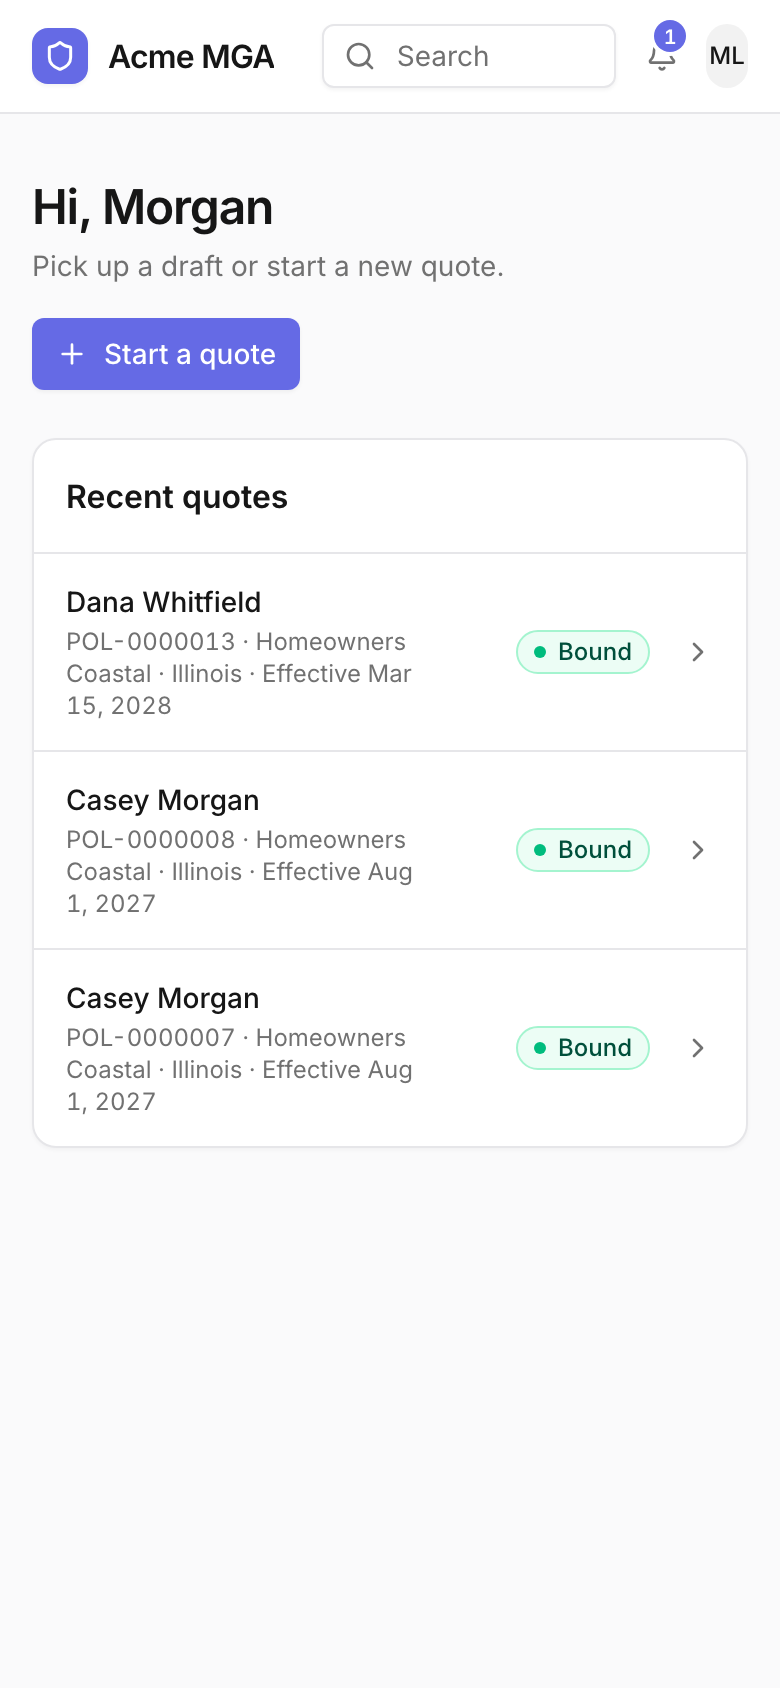 Acme MGA
Search
1
ML
Hi, Morgan
Pick up a draft or start a new quote.
Start a quote
Recent quotes
Dana Whitfield
POL-0000013 · Homeowners
Coastal · Illinois · Effective Mar
15, 2028
Bound
Casey Morgan
POL-0000008 · Homeowners
Coastal · Illinois · Effective Aug
1, 2027
Bound
Casey Morgan
POL-0000007 · Homeowners
Coastal · Illinois · Effective Aug
1, 2027
Bound